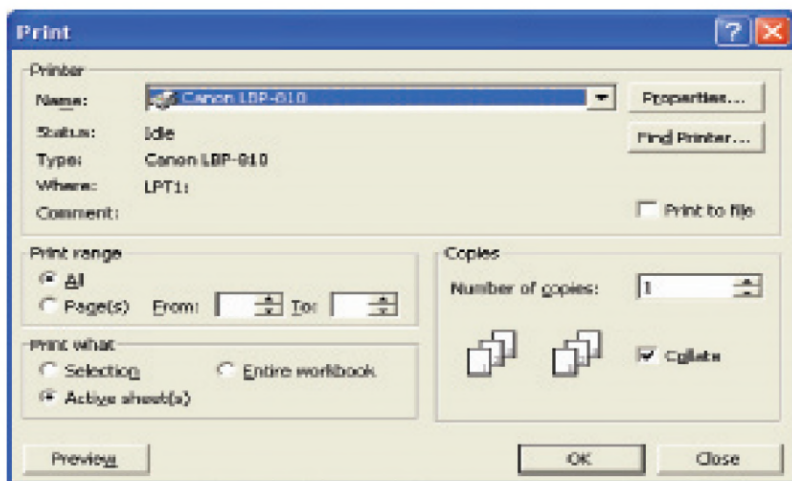 Print
Printer
Name: Canon LBP-810 Properties...
Status: Idle Find Printer...
Type: Canon LBP-810
Where: LPT1:
Comment: Print to file
Print range
All
Page(s) From: To:
Print what
Selection Entire workbook
Active sheet(s)
Copies
Number of copies: 1
Collate
Preview OK Close